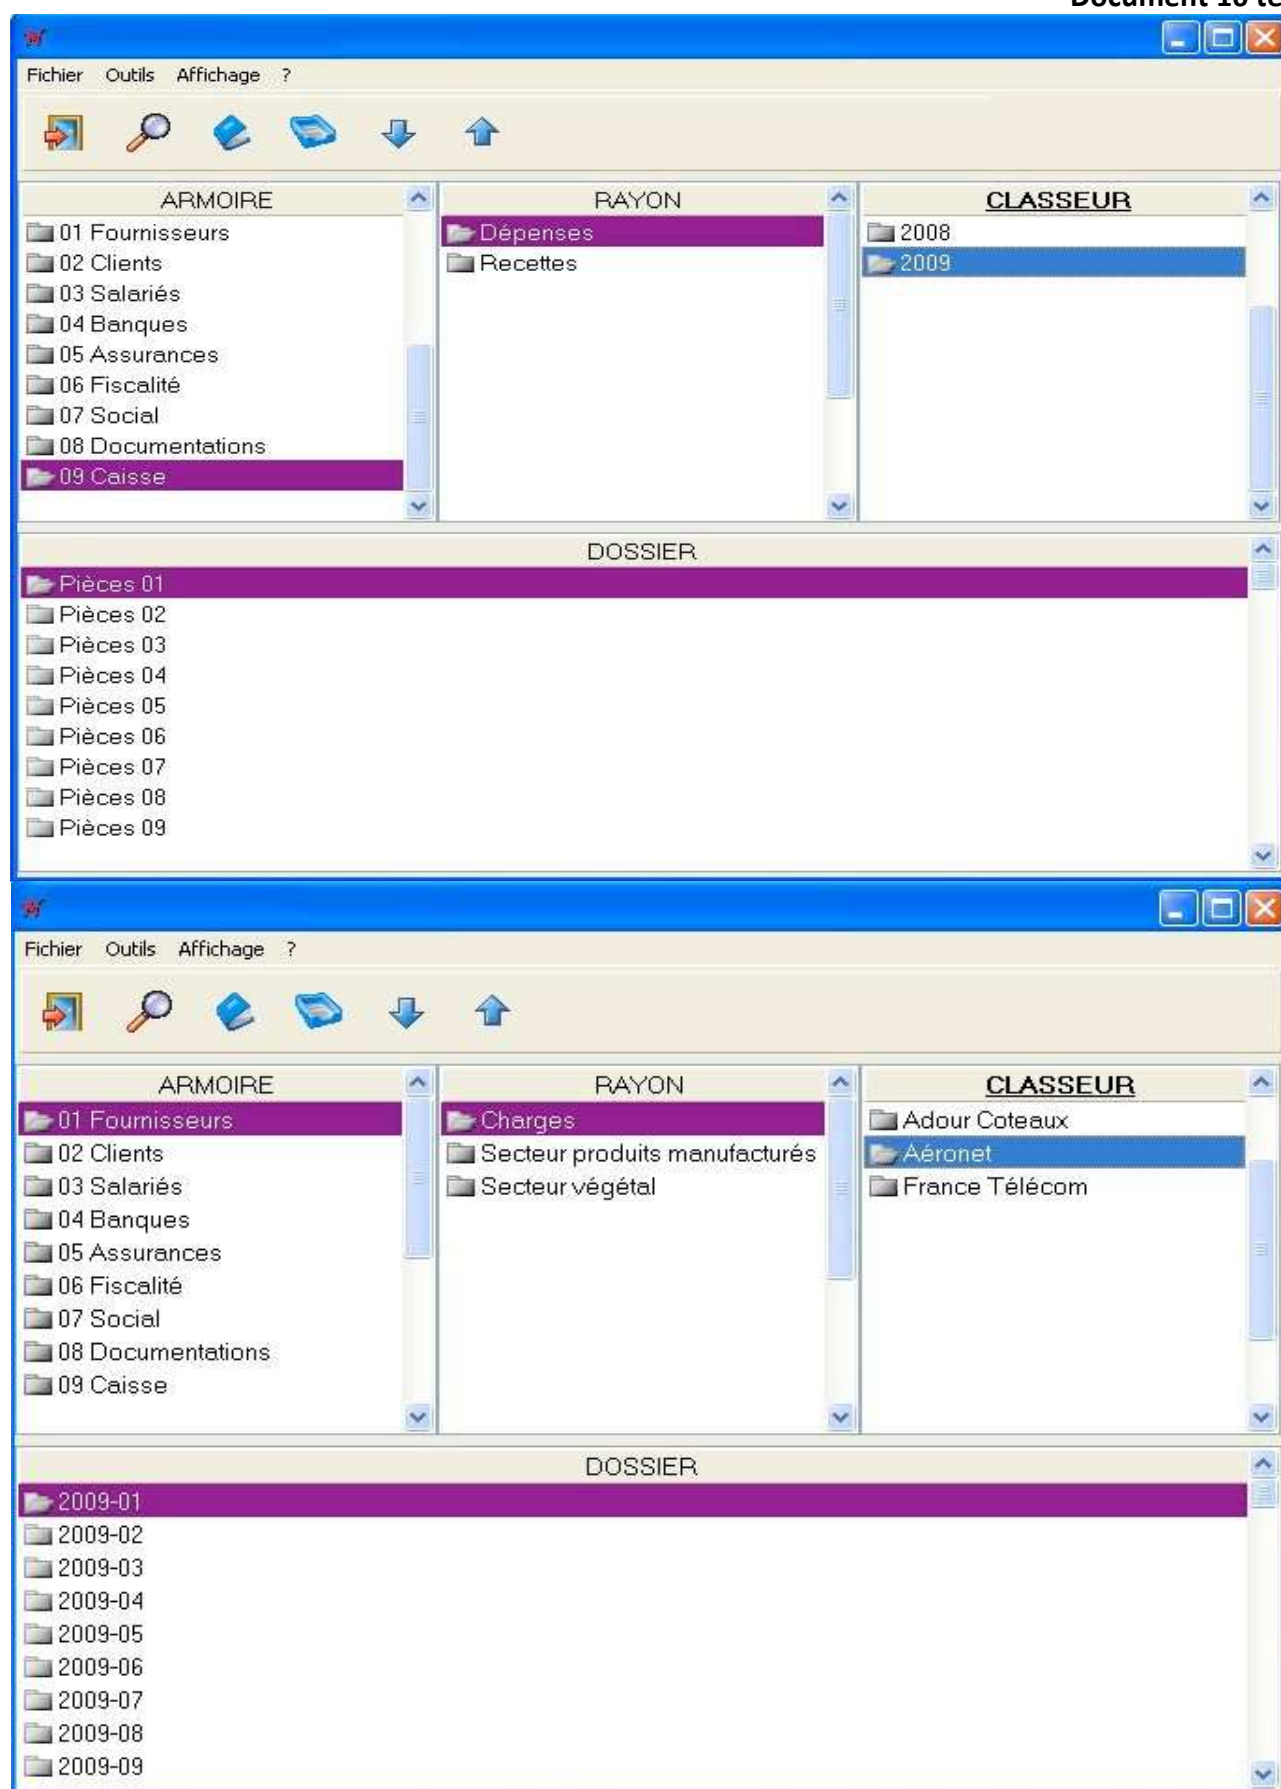 Fichier Outils Affichage ?
ARMOIRE
01 Fournisseurs
02 Clients
03 Salariés
04 Banques
05 Assurances
06 Fiscalité
07 Social
08 Documentations
09 Caisse
RAYON
Dépenses
Recettes
CLASSEUR
2008
2009
DOSSIER
Pièces 01
Pièces 02
Pièces 03
Pièces 04
Pièces 05
Pièces 06
Pièces 07
Pièces 08
Pièces 09
Fichier Outils Affichage ?
ARMOIRE
01 Fournisseurs
02 Clients
03 Salariés
04 Banques
05 Assurances
06 Fiscalité
07 Social
08 Documentations
09 Caisse
RAYON
Charges
Secteur produits manufacturés
Secteur végétal
CLASSEUR
Adour Coteaux
Aéronet
France Télécom
DOSSIER
2009-01
2009-02
2009-03
2009-04
2009-05
2009-06
2009-07
2009-08
2009-09